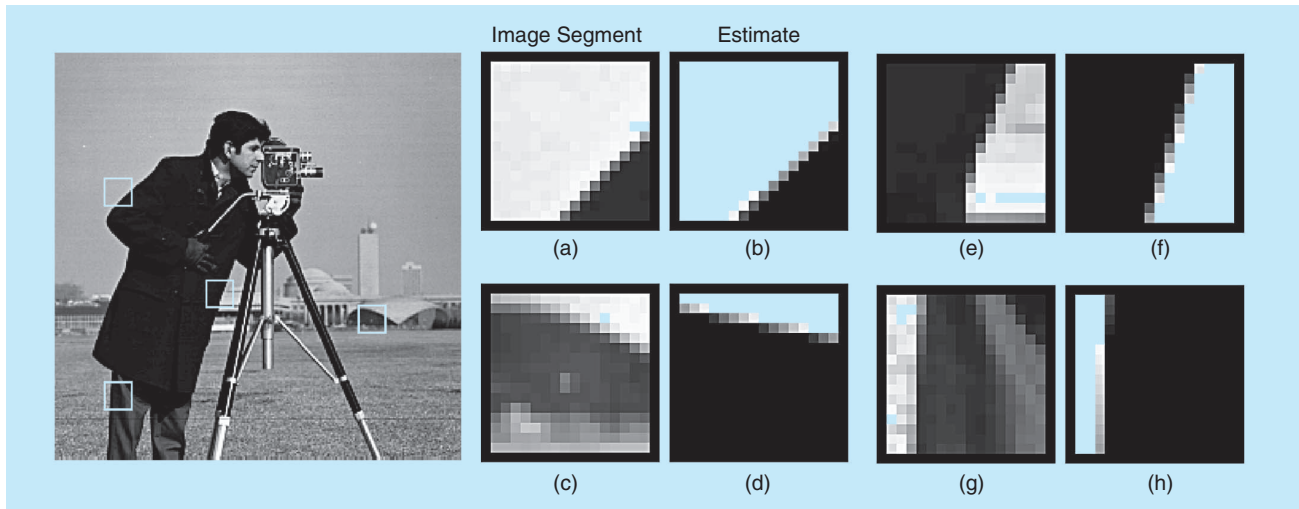 Image Segment Estimate
(a) (b) (e) (f)
(c) (d) (g) (h)